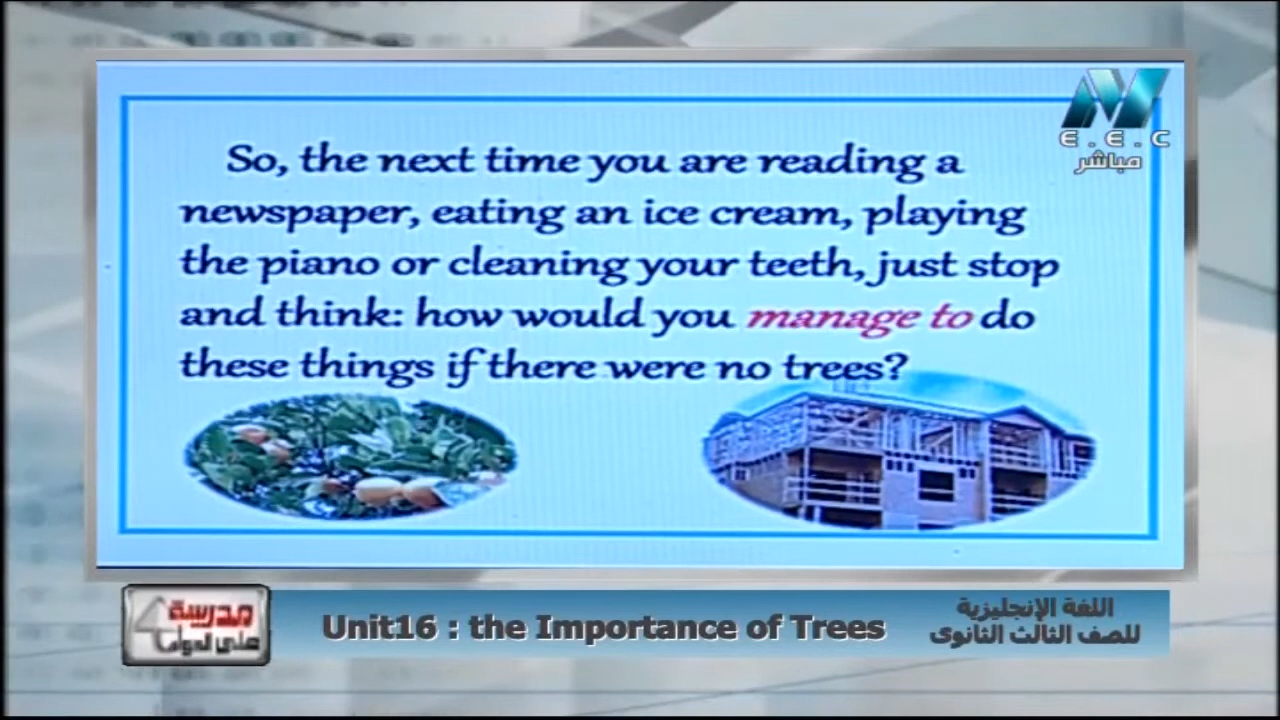 So, the next time you are reading a
newspaper, eating an ice cream, playing
the piano or cleaning your teeth, just stop
and think: how would you manage to do
these things if there were no trees?
E.E.C
مباشر
مدرسة
على الهواء
Unit16 : the Importance of Trees
اللغة الإنجليزية
للصف الثالث الثانوى